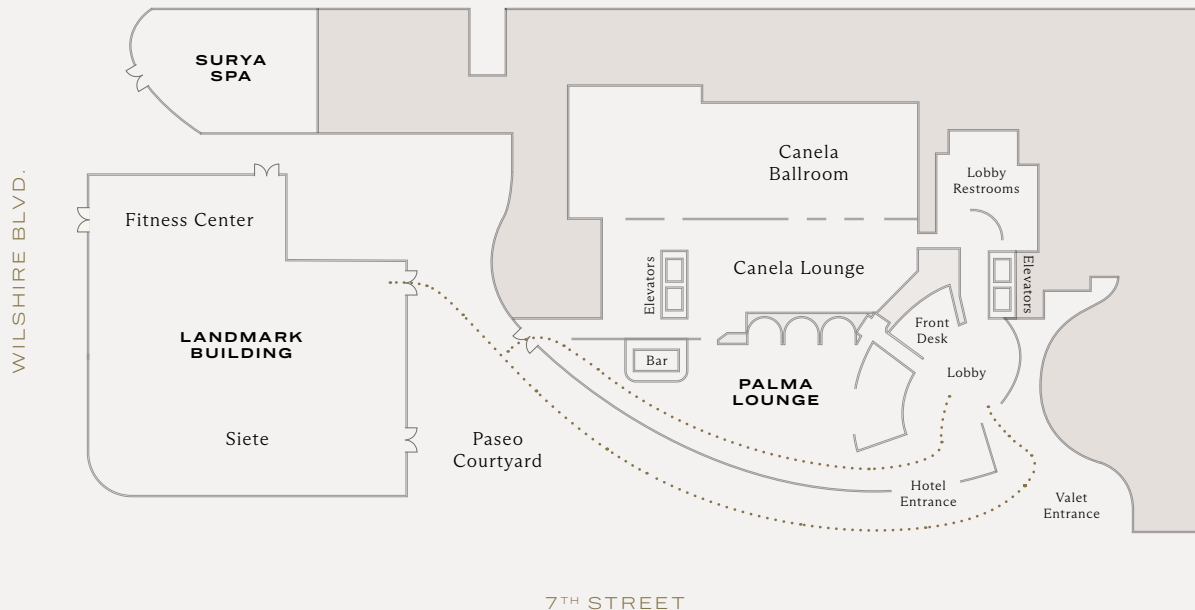 SURYA
SPA
Canela
Ballroom
Lobby
Restrooms
WILSHIRE BLVD.
Fitness Center
Elevators
Canela Lounge
Elevators
Front
Desk
LANDMARK
BUILDING
Bar
Lobby
PALMA
LOUNGE
Siete
Paseo
Courtyard
Hotel
Entrance
Valet
Entrance
7TH STREET